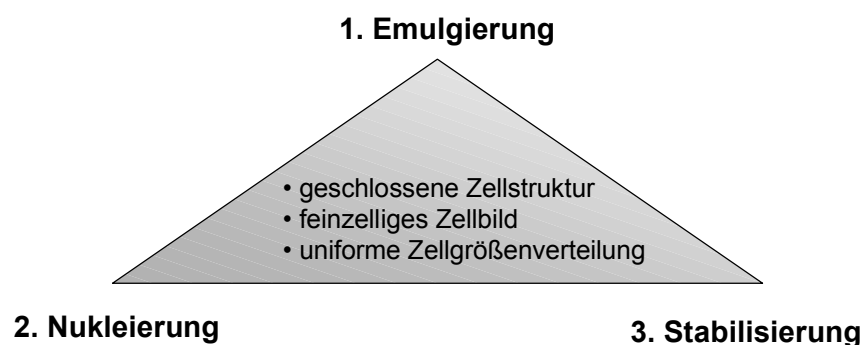 1. Emulgierung
• geschlossene Zellstruktur
• feinzelliges Zellbild
• uniforme Zellgrößenverteilung
2. Nukleierung
3. Stabilisierung